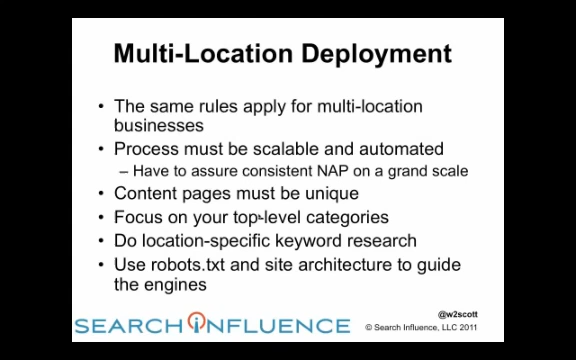 Multi-Location Deployment
• The same rules apply for multi-location
businesses
• Process must be scalable and automated
– Have to assure consistent NAP on a grand scale
• Content pages must be unique
• Focus on your top-level categories
• Do location-specific keyword research
• Use robots.txt and site architecture to guide
the engines
@w2scott
SEARCH INFLUENCE
© Search Influence, LLC 2011